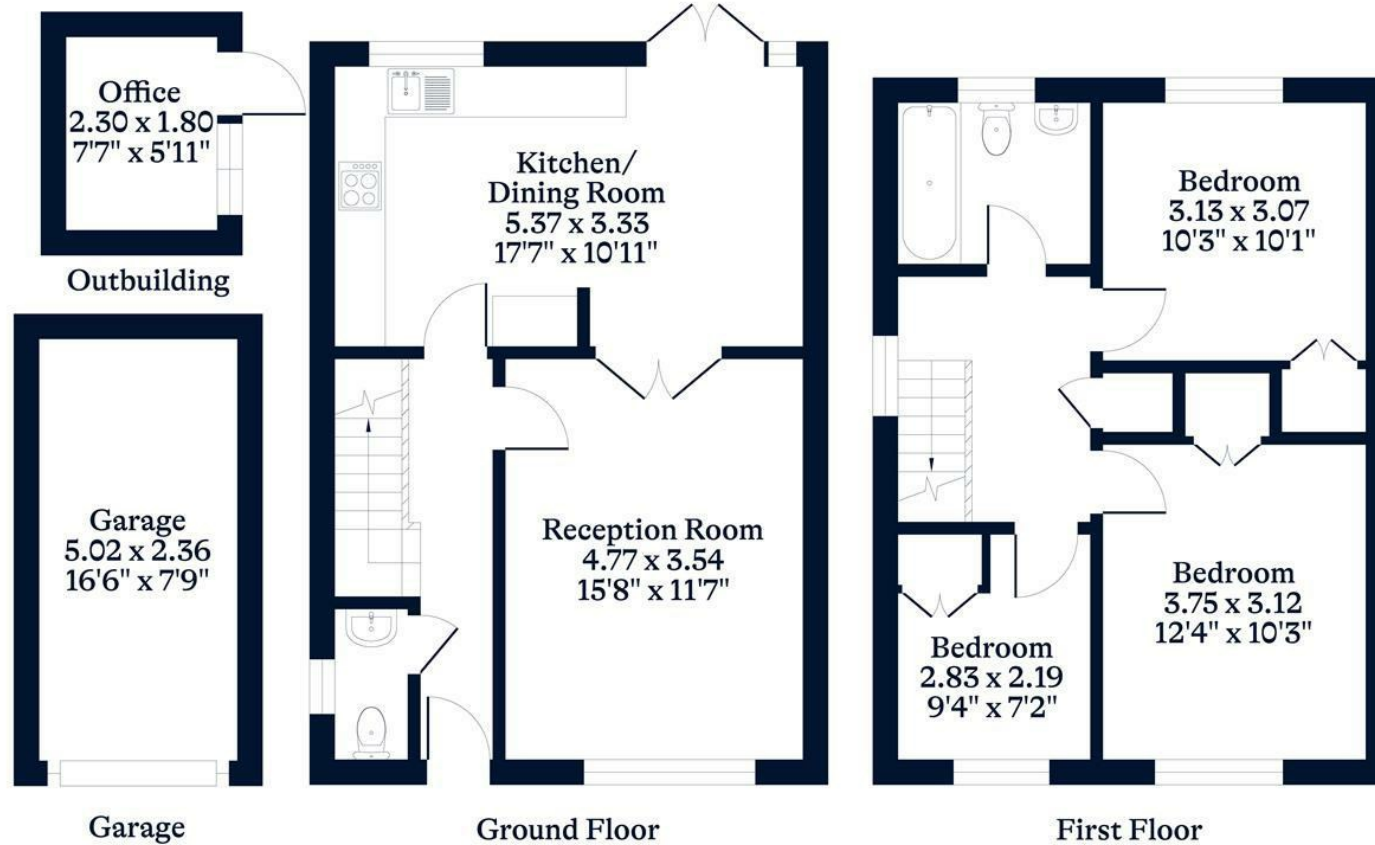 Office
2.30 x 1.80
7'7" x 5'11"
Outbuilding
Garage
5.02 x 2.36
16'6" x 7'9"
Garage
Kitchen/
Dining Room
5.37 x 3.33
17'7" x 10'11"
Reception Room
4.77 x 3.54
15'8" x 11'7"
Ground Floor
Bedroom
3.13 x 3.07
10'3" x 10'1"
Bedroom
3.75 x 3.12
12'4" x 10'3"
Bedroom
2.83 x 2.19
9'4" x 7'2"
First Floor